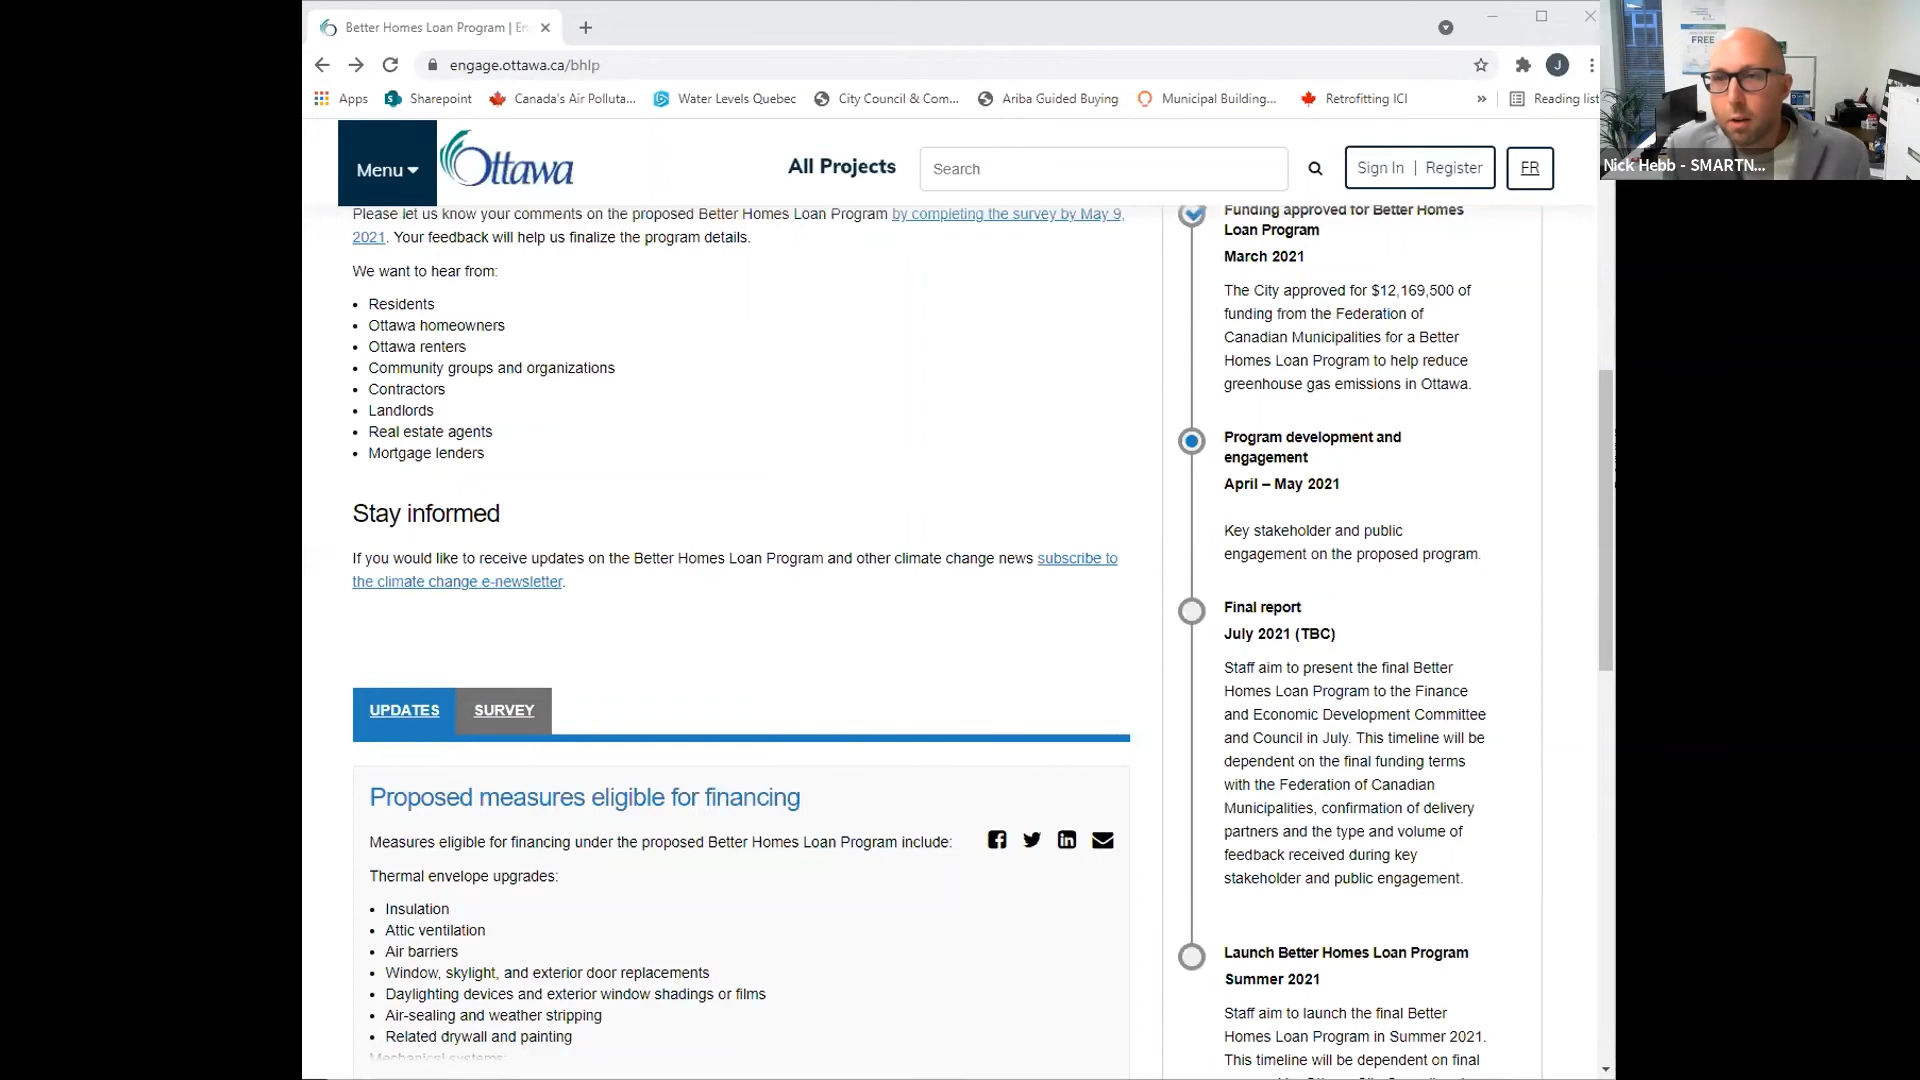 Better Homes Loan Program | En
engage.ottawa.ca/bhlp
J
Apps
Sharepoint
Canada's Air Polluta...
Water Levels Quebec
City Council & Com...
Ariba Guided Buying
Municipal Building...
Retrofitting ICI
»
Reading list
FREE
Nick Hebb - SMARTN...
Menu
Ottawa
All Projects
Search
Sign In | Register
FR
Please let us know your comments on the proposed Better Homes Loan Program by completing the survey by May 9,
2021. Your feedback will help us finalize the program details.
We want to hear from:
• Residents
• Ottawa homeowners
• Ottawa renters
• Community groups and organizations
• Contractors
• Landlords
• Real estate agents
• Mortgage lenders
Stay informed
If you would like to receive updates on the Better Homes Loan Program and other climate change news subscribe to
the climate change e-newsletter.
UPDATES
SURVEY
Proposed measures eligible for financing
Measures eligible for financing under the proposed Better Homes Loan Program include:
Thermal envelope upgrades:
• Insulation
• Attic ventilation
• Air barriers
• Window, skylight, and exterior door replacements
• Daylighting devices and exterior window shadings or films
• Air-sealing and weather stripping
• Related drywall and painting
Mechanical systems:
Funding approved for Better Homes
Loan Program
March 2021
The City approved for $12,169,500 of
funding from the Federation of
Canadian Municipalities for a Better
Homes Loan Program to help reduce
greenhouse gas emissions in Ottawa.
Program development and
engagement
April – May 2021
Key stakeholder and public
engagement on the proposed program.
Final report
July 2021 (TBC)
Staff aim to present the final Better
Homes Loan Program to the Finance
and Economic Development Committee
and Council in July. This timeline will be
dependent on the final funding terms
with the Federation of Canadian
Municipalities, confirmation of delivery
partners and the type and volume of
feedback received during key
stakeholder and public engagement.
Launch Better Homes Loan Program
Summer 2021
Staff aim to launch the final Better
Homes Loan Program in Summer 2021.
This timeline will be dependent on final